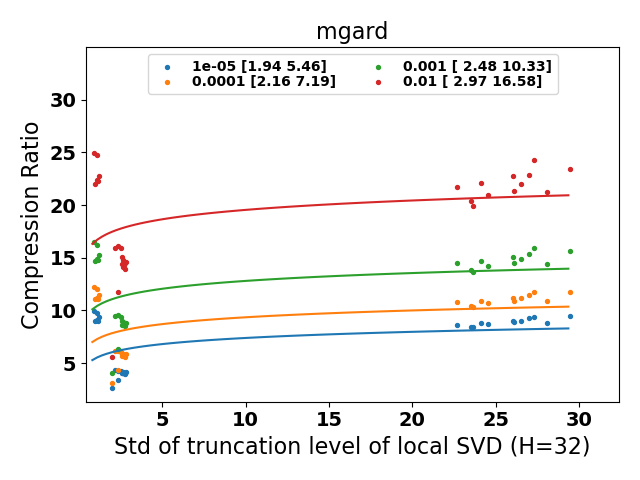 mgard
1e-05 [1.94 5.46]
0.0001 [2.16 7.19]
0.001 [ 2.48 10.33]
0.01 [ 2.97 16.58]
Compression Ratio
30
25
20
15
10
5
5 10 15 20 25 30
Std of truncation level of local SVD (H=32)